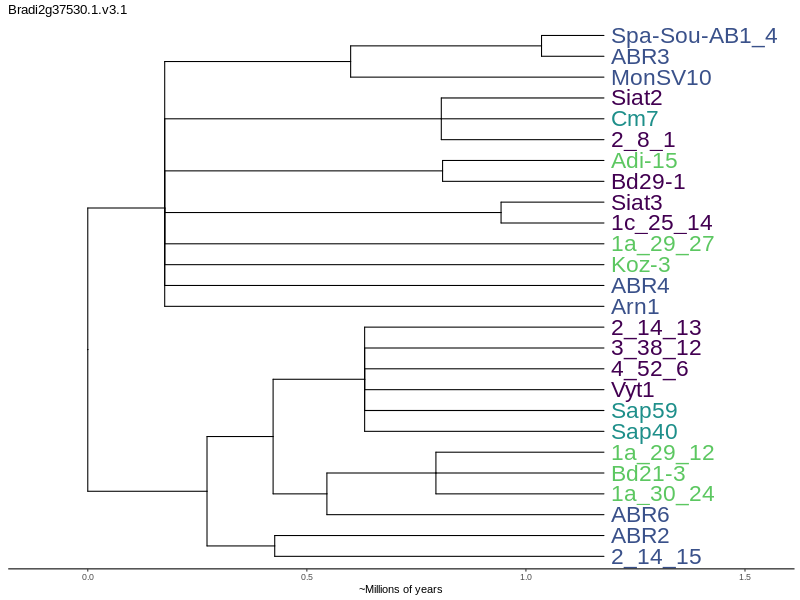 Bradi2g37530.1.v3.1
Spa-Sou-AB1_4
ABR3
MonSV10
Siat2
Cm7
2_8_1
Adi-15
Bd29-1
Siat3
1c_25_14
1a_29_27
Koz-3
ABR4
Arn1
2_14_13
3_38_12
4_52_6
Vyt1
Sap59
Sap40
1a_29_12
Bd21-3
1a_30_24
ABR6
ABR2
2_14_15
0.0 0.5 1.0 1.5
~Millions of years